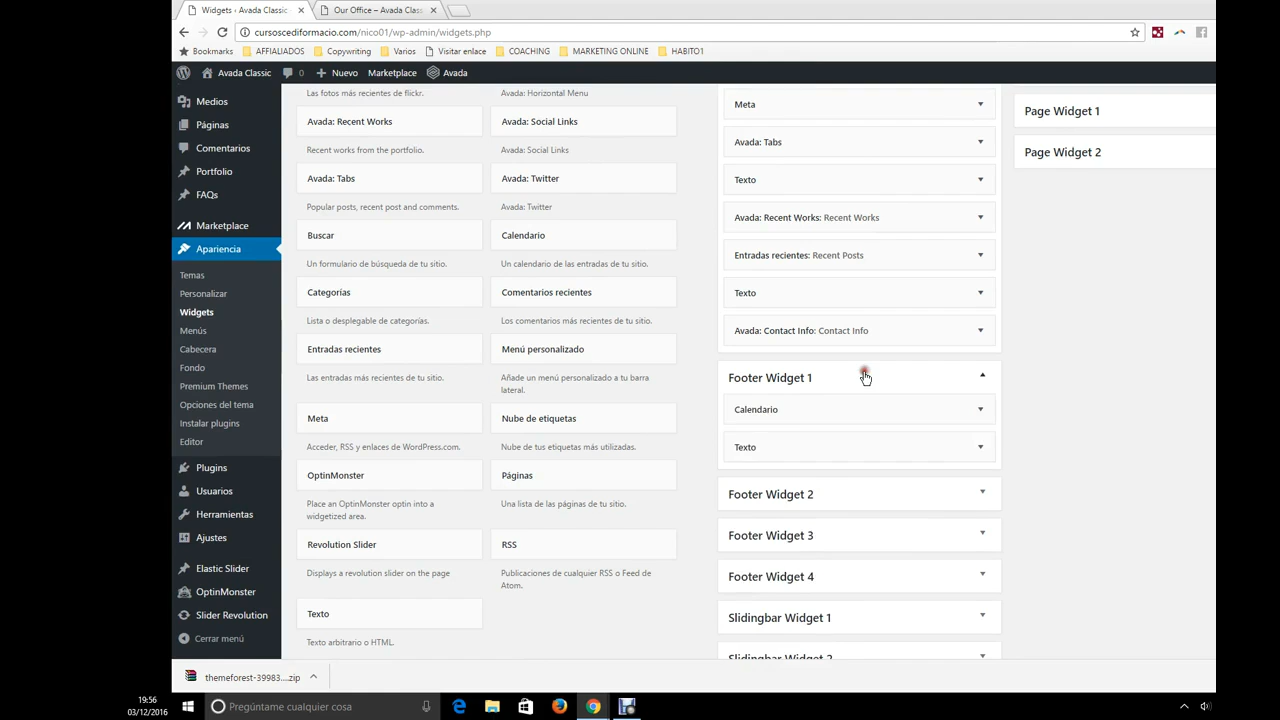 Widgets ‹ Avada Classic
Our Office – Avada Clas
cursoscediformacio.com/nico01/wp-admin/widgets.php
Bookmarks
AFFIALIADOS
Copywriting
Varios
Visitar enlace
COACHING
MARKETING ONLINE
HABITO1
Avada Classic
0
Nuevo
Marketplace
Avada
Medios
Páginas
Comentarios
Portfolio
FAQs
Marketplace
Apariencia
Temas
Personalizar
Widgets
Menús
Cabecera
Fondo
Premium Themes
Opciones del tema
Instalar plugins
Editor
Plugins
Usuarios
Herramientas
Ajustes
Elastic Slider
OptinMonster
Slider Revolution
Cerrar menú
Las fotos más recientes de flickr.
Avada: Horizontal Menu
Avada: Recent Works
Avada: Social Links
Recent works from the portfolio.
Avada: Social Links
Avada: Tabs
Avada: Twitter
Popular posts, recent post and comments.
Avada: Twitter
Buscar
Calendario
Un formulario de búsqueda de tu sitio.
Un calendario de las entradas de tu sitio.
Categorías
Comentarios recientes
Lista o desplegable de categorías.
Los comentarios más recientes de tu sitio.
Entradas recientes
Menú personalizado
Las entradas más recientes de tu sitio.
Añade un menú personalizado a tu barra
lateral.
Meta
Nube de etiquetas
Acceder, RSS y enlaces de WordPress.com.
Nube de tus etiquetas más utilizadas.
OptinMonster
Páginas
Place an OptinMonster optin into a
widgetized area.
Una lista de las páginas de tu sitio.
Revolution Slider
RSS
Displays a revolution slider on the page
Publicaciones de cualquier RSS o Feed de
Atom.
Texto
Texto arbitrario o HTML.
Meta
Avada: Tabs
Texto
Avada: Recent Works: Recent Works
Entradas recientes: Recent Posts
Texto
Avada: Contact Info: Contact Info
Footer Widget 1
Calendario
Texto
Footer Widget 2
Footer Widget 3
Footer Widget 4
Slidingbar Widget 1
Slidingbar Widget 2
Page Widget 1
Page Widget 2
themeforest-39983....zip
19:56
03/12/2016
Pregúntame cualquier cosa